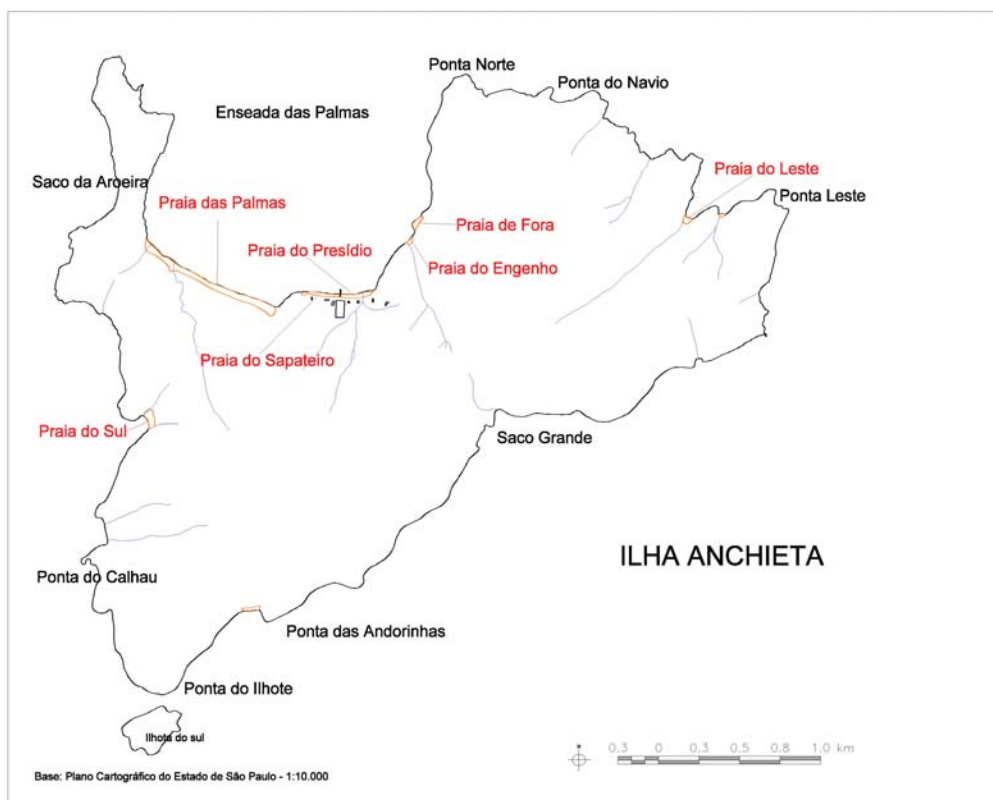 Ponta Norte
Ponta do Navio
Enseada das Palmas
Praia do Leste
Saco da Aroeira
Ponta Leste
Praia das Palmas
Praia de Fora
Praia do Presídio
Praia do Engenho
Praia do Sapateiro
Praia do Sul
Saco Grande
ILHA ANCHIETA
Ponta do Calhau
Ponta das Andorinhas
Ponta do Ilhote
Ilhota do sul
0.3 0 0.3 0.5 0.8 1.0 km
Base: Plano Cartográfico do Estado de São Paulo - 1:10.000